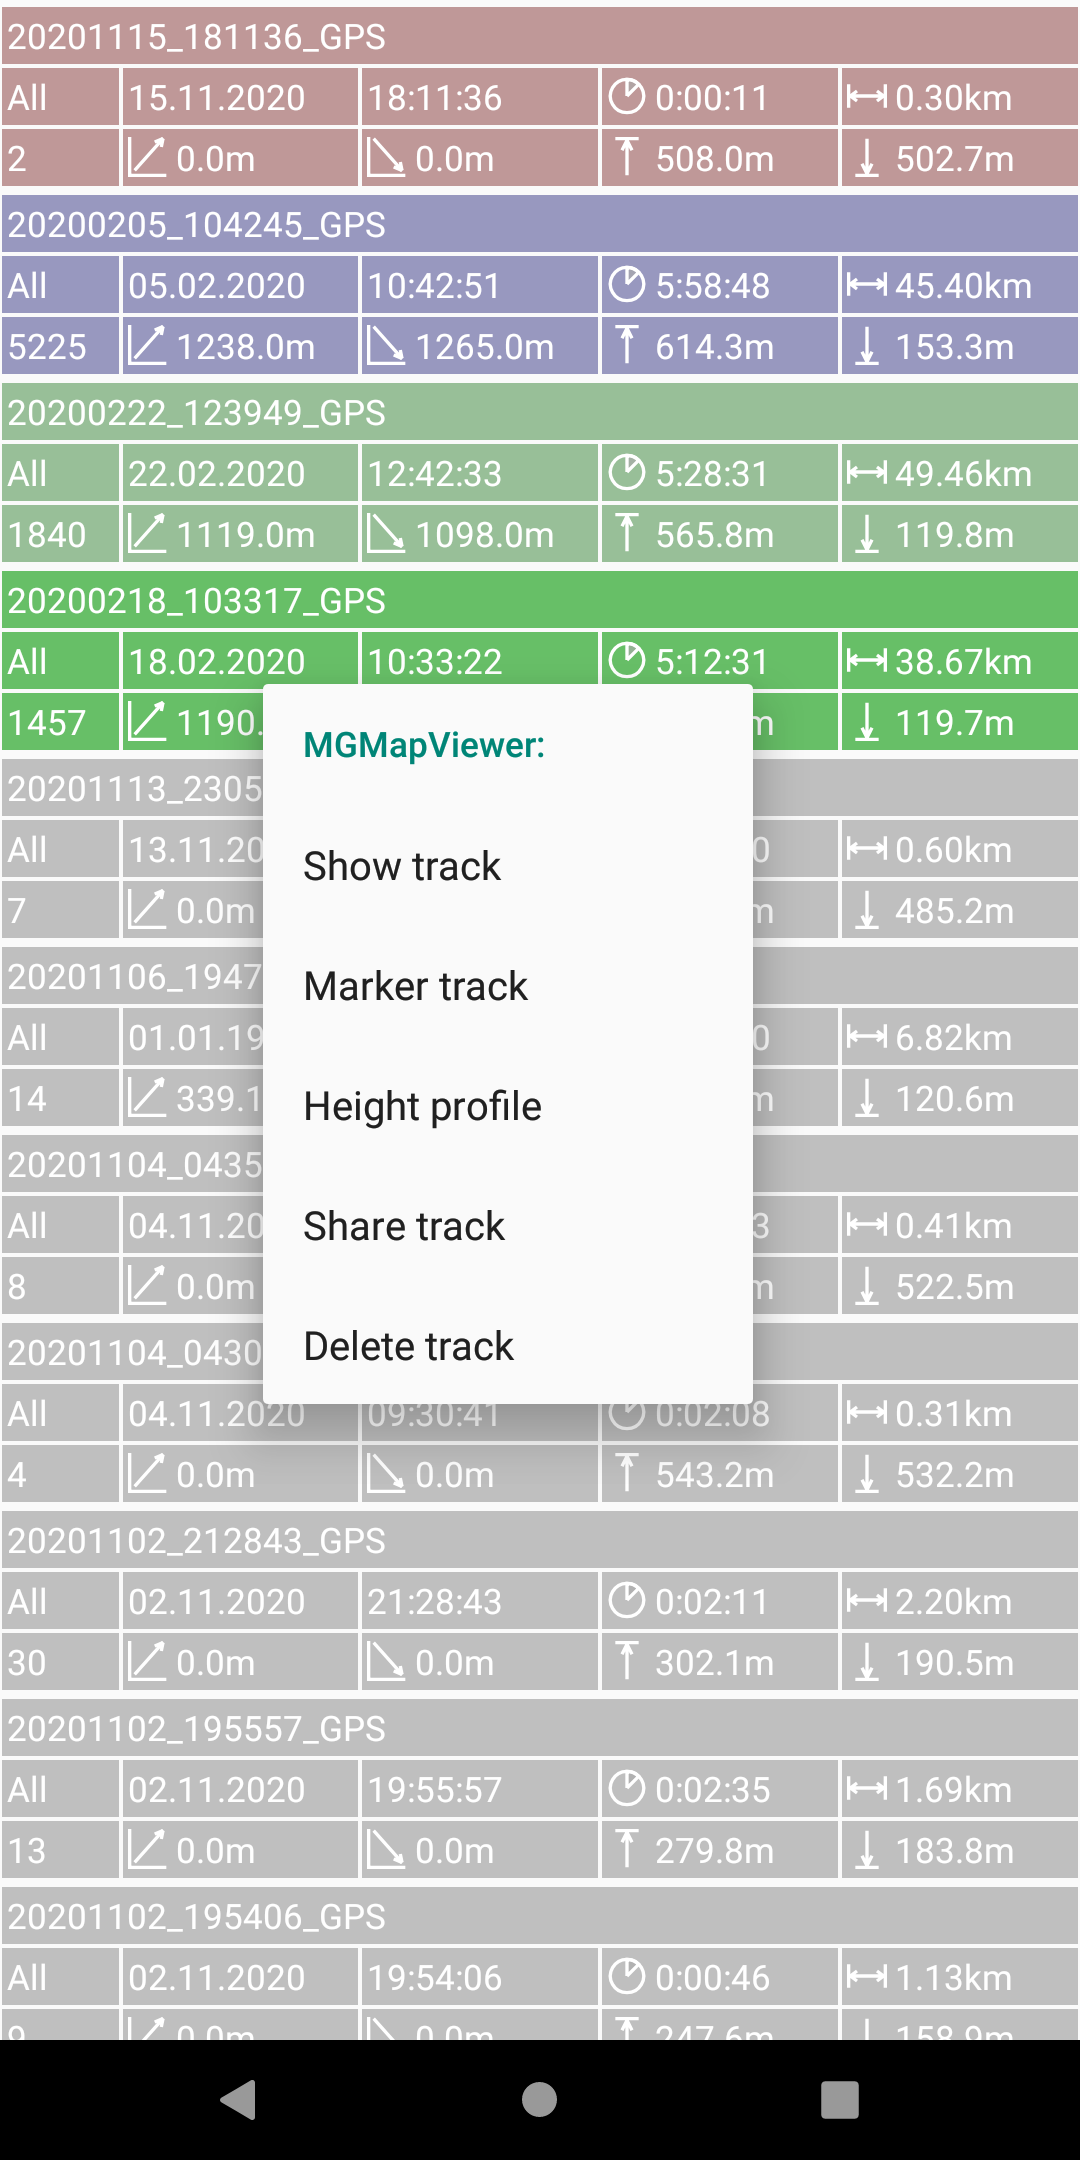 20201115_181136_GPS
All 15.11.2020 18:11:36 0:00:11 0.30km
2 0.0m 0.0m 508.0m 502.7m
20200205_104245_GPS
All 05.02.2020 10:42:51 5:58:48 45.40km
5225 1238.0m 1265.0m 614.3m 153.3m
20200222_123949_GPS
All 22.02.2020 12:42:33 5:28:31 49.46km
1840 1119.0m 1098.0m 565.8m 119.8m
20200218_103317_GPS
All 18.02.2020 10:33:22 5:12:31 38.67km
1457 1190. m 119.7m
MGMapViewer:
20201113_2305
All 13.11.20 0 0.60km
Show track
7 0.0m m 485.2m
20201106_1947
Marker track
All 01.01.19 0 6.82km
14 339.1 m 120.6m
Height profile
20201104_0435
All 04.11.20 3 0.41km
Share track
8 0.0m m 522.5m
20201104_0430
Delete track
All 04.11.2020 09:30:41 0:02:08 0.31km
4 0.0m 0.0m 543.2m 532.2m
20201102_212843_GPS
All 02.11.2020 21:28:43 0:02:11 2.20km
30 0.0m 0.0m 302.1m 190.5m
20201102_195557_GPS
All 02.11.2020 19:55:57 0:02:35 1.69km
13 0.0m 0.0m 279.8m 183.8m
20201102_195406_GPS
All 02.11.2020 19:54:06 0:00:46 1.13km
9 0.0m 0.0m 247.6m 158.9m